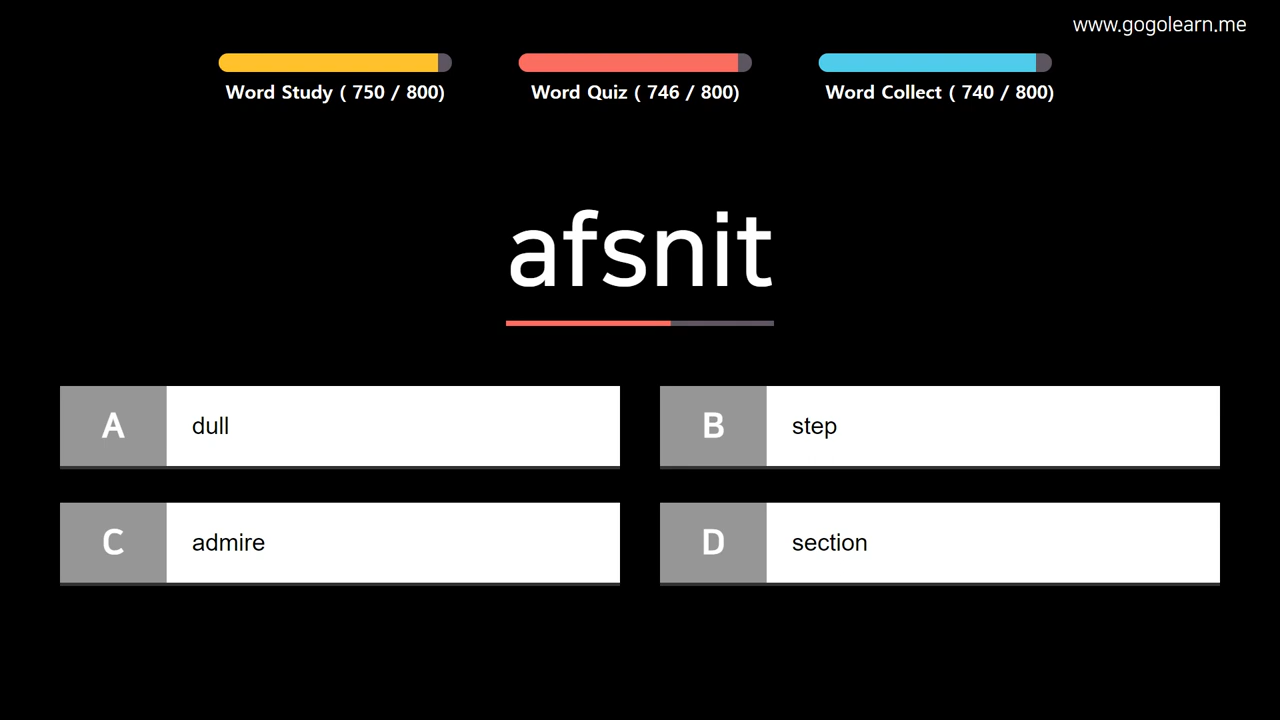 www.gogolearn.me
Word Study ( 750 / 800)
Word Quiz ( 746 / 800)
Word Collect ( 740 / 800)
afsnit
A dull
B step
C admire
D section